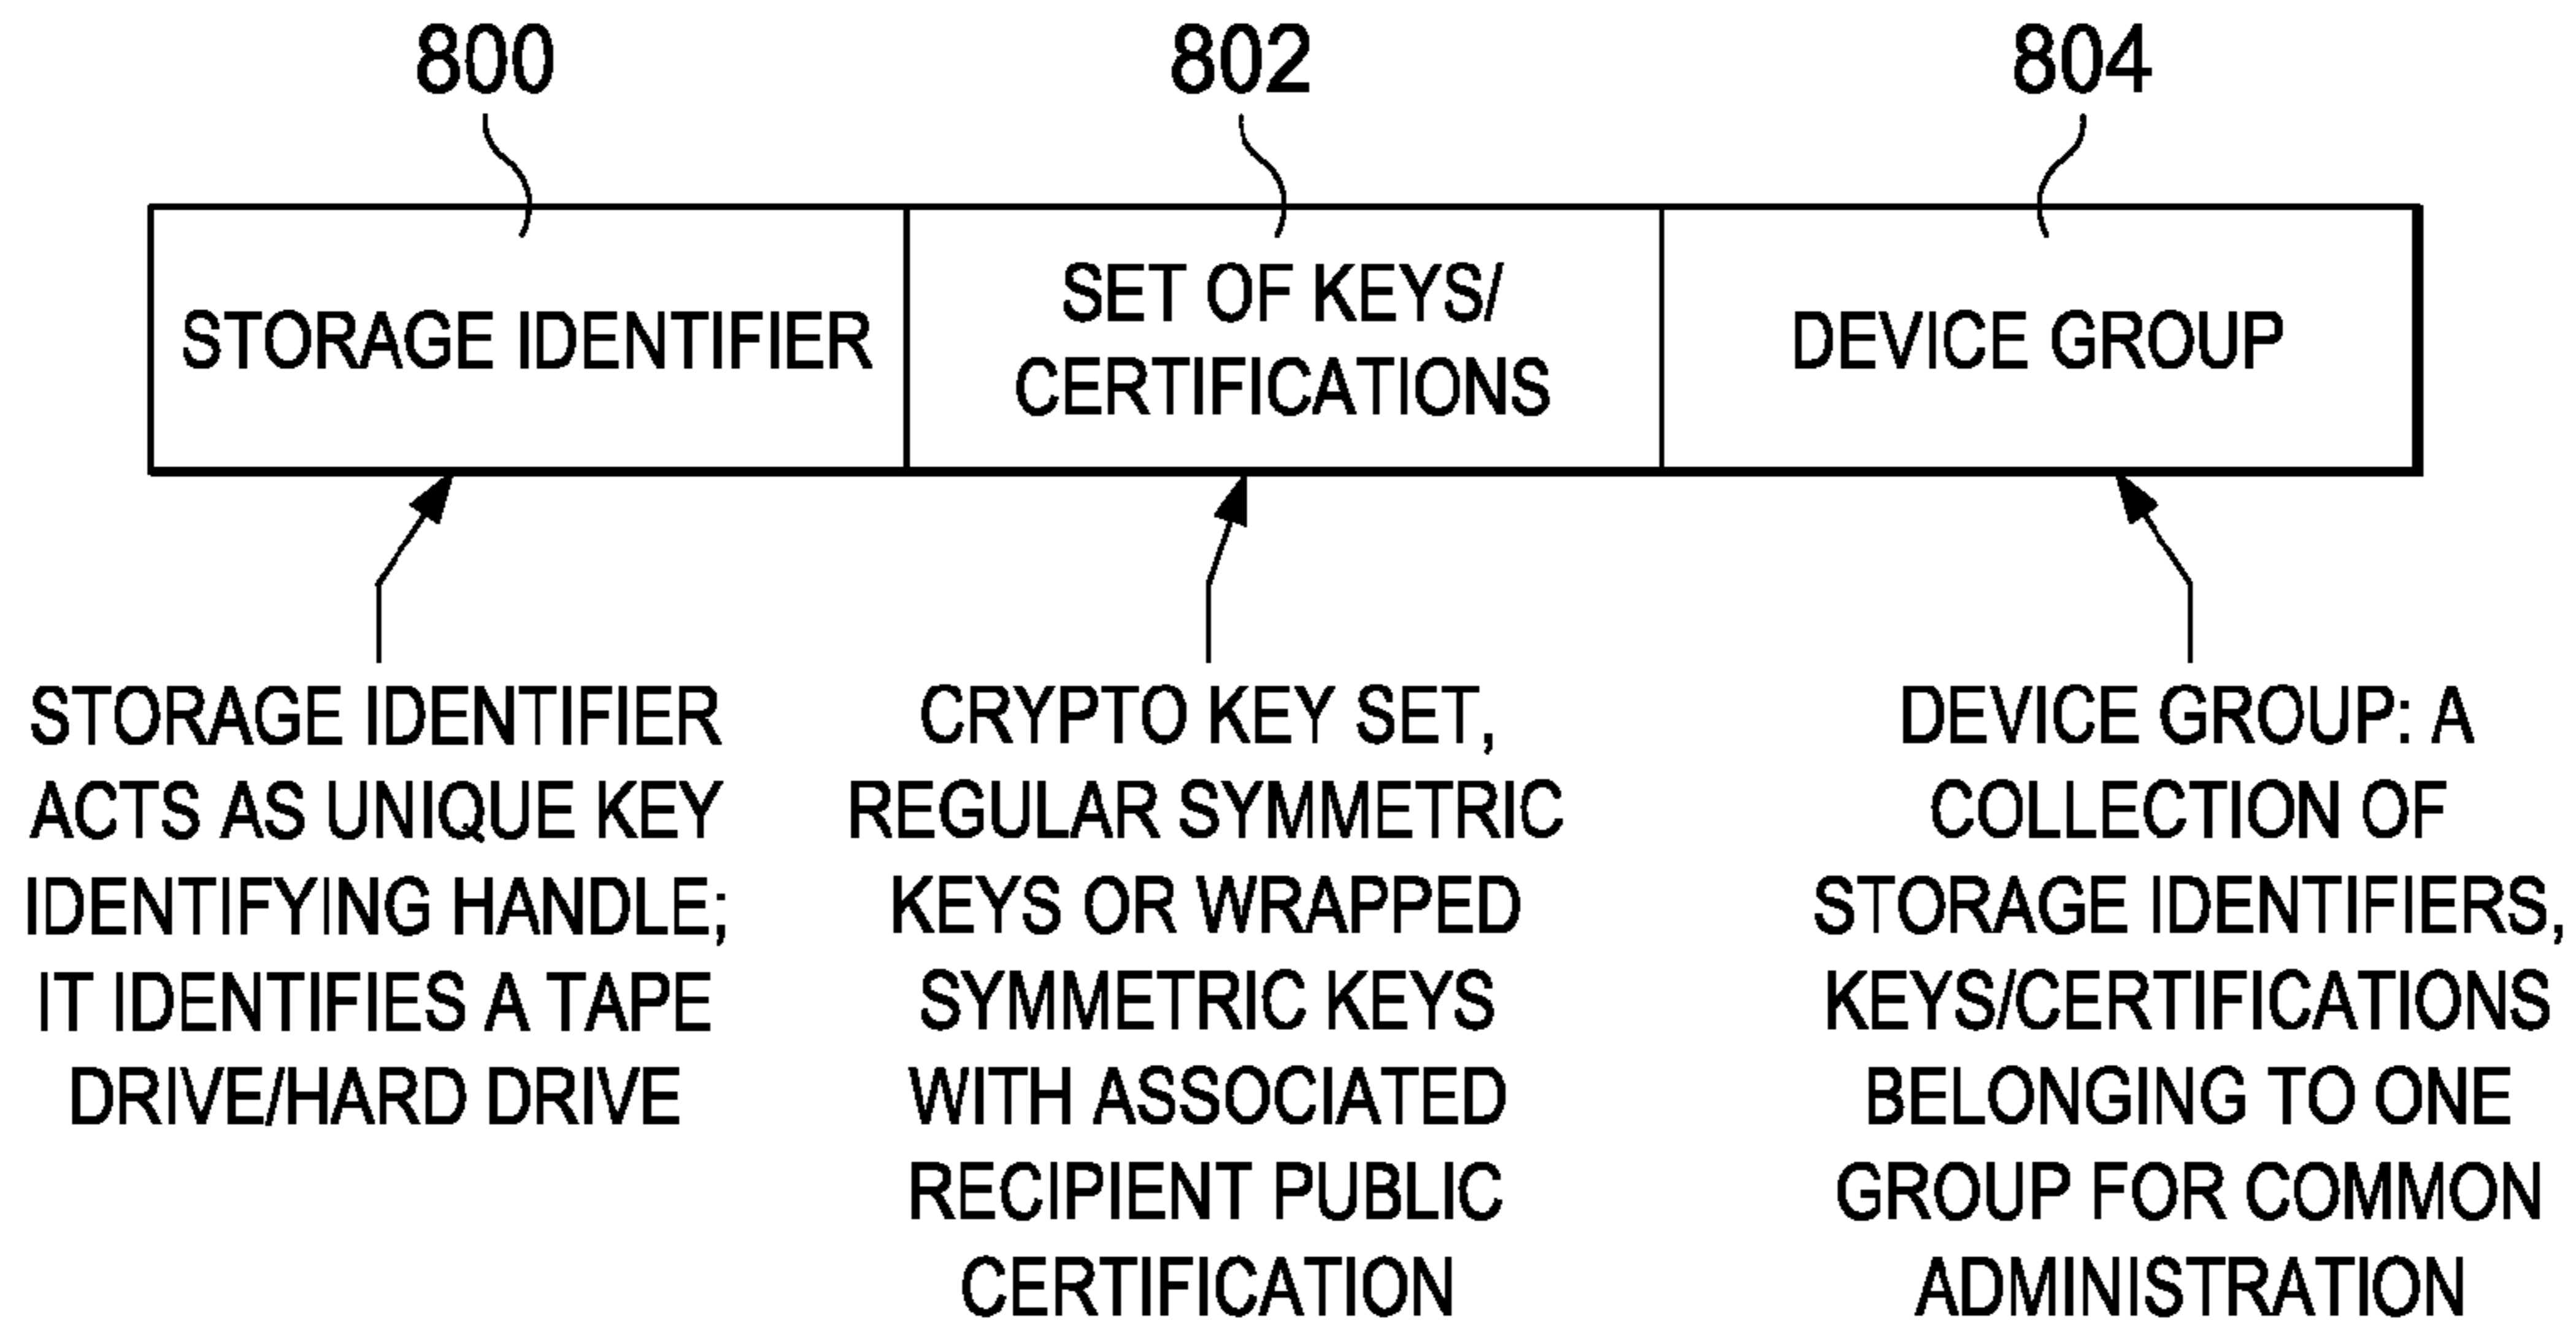 800
802
804
STORAGE IDENTIFIER
SET OF KEYS/
CERTIFICATIONS
DEVICE GROUP
STORAGE IDENTIFIER
ACTS AS UNIQUE KEY
IDENTIFYING HANDLE;
IT IDENTIFIES A TAPE
DRIVE/HARD DRIVE
CRYPTO KEY SET,
REGULAR SYMMETRIC
KEYS OR WRAPPED
SYMMETRIC KEYS
WITH ASSOCIATED
RECIPIENT PUBLIC
CERTIFICATION
DEVICE GROUP: A
COLLECTION OF
STORAGE IDENTIFIERS,
KEYS/CERTIFICATIONS
BELONGING TO ONE
GROUP FOR COMMON
ADMINISTRATION